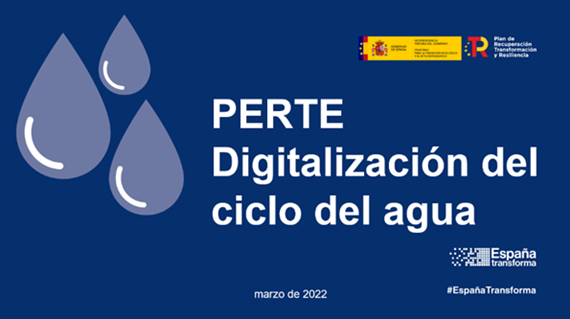 Plan de
Recuperación,
Transformación
y Resiliencia
PERTE
Digitalización del
ciclo del agua
España
transforma
marzo de 2022
#EspañaTransforma